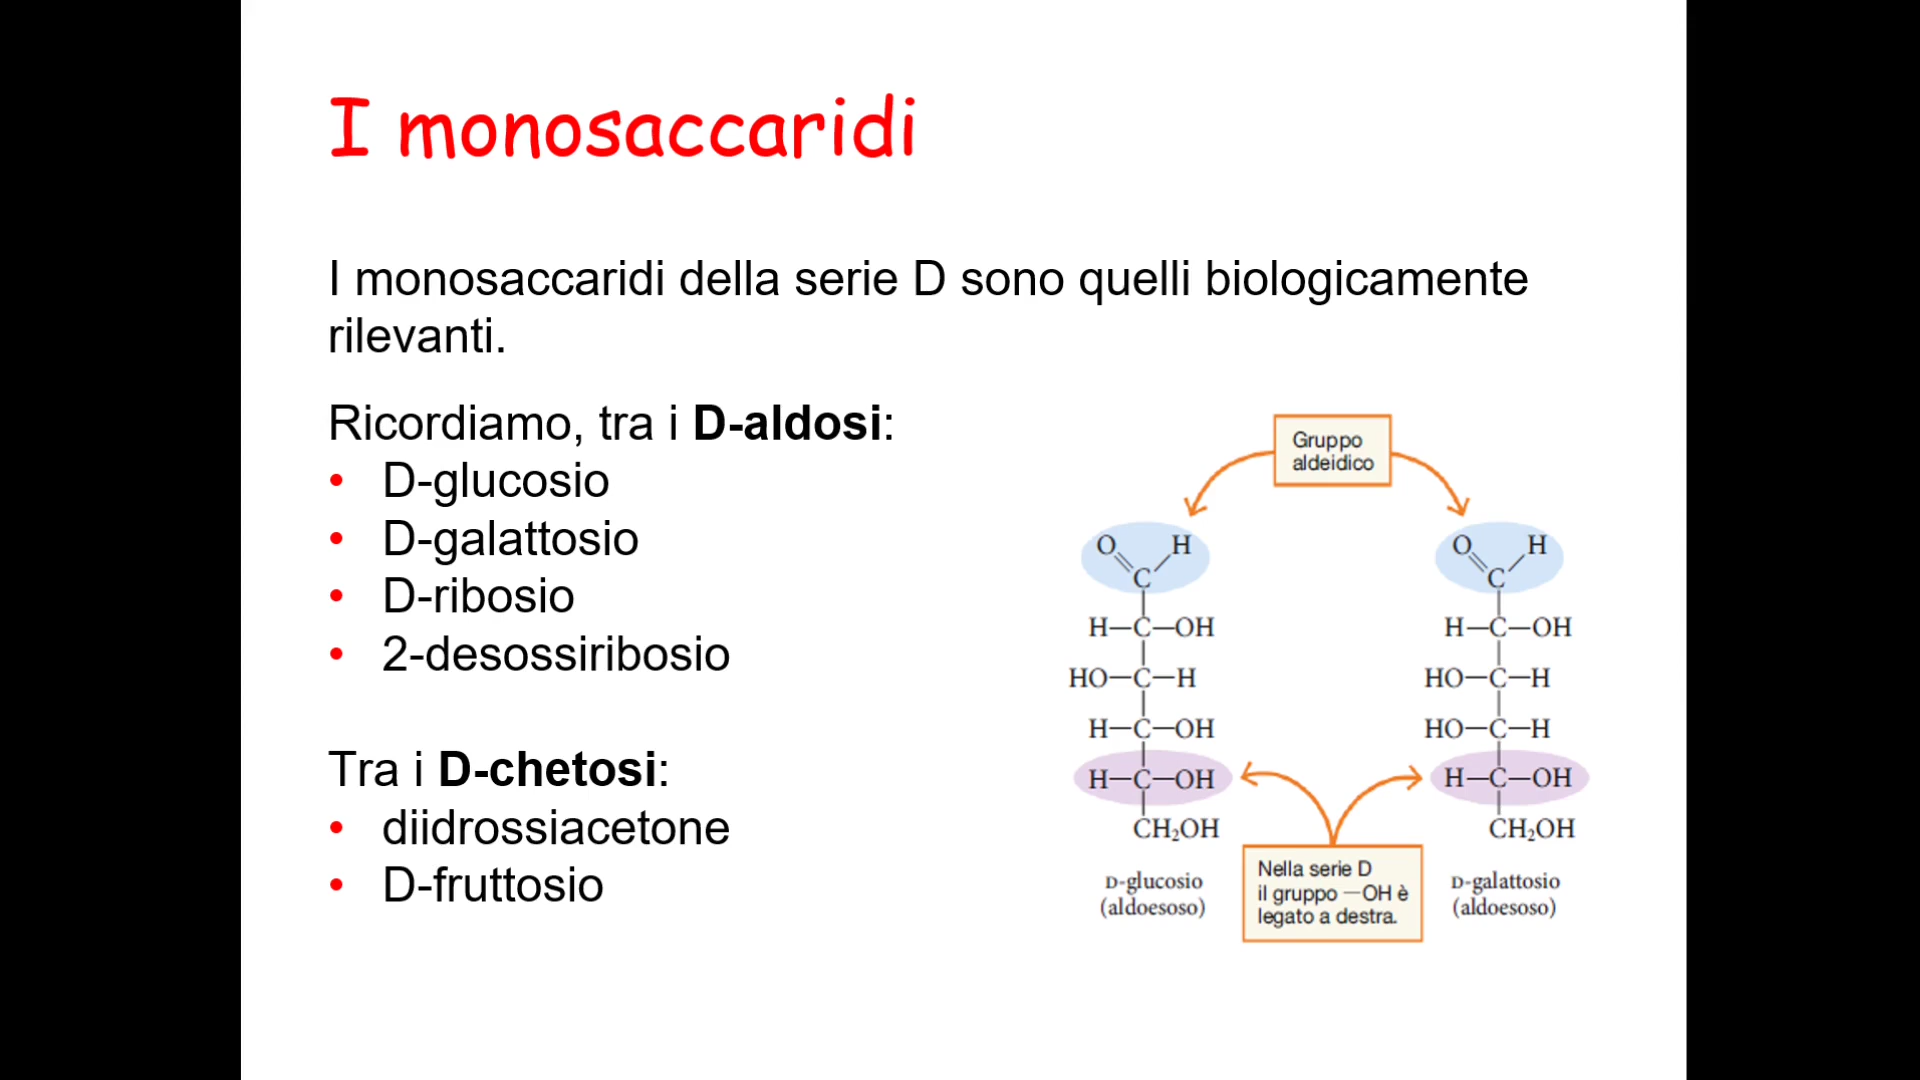 I monosaccaridi
I monosaccaridi della serie D sono quelli biologicamente
rilevanti.
Ricordiamo, tra i D-aldosi:
• D-glucosio
• D-galattosio
• D-ribosio
• 2-desossiribosio
Tra i D-chetosi:
• diidrossiacetone
• D-fruttosio
Gruppo
aldeidico
O H
C
H—C—OH
HO—C—H
H—C—OH
H—C—OH
CH₂OH
D-glucosio
(aldoesoso)
O H
C
H—C—OH
HO—C—H
HO—C—H
H—C—OH
CH₂OH
D-galattosio
(aldoesoso)
Nella serie D
il gruppo —OH è
legato a destra.